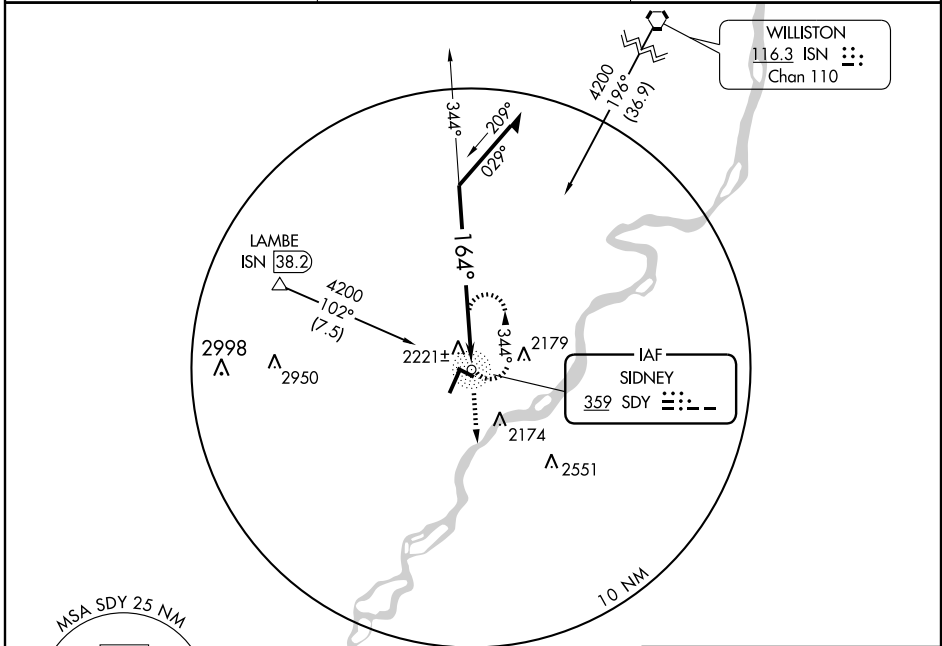 WILLISTON
116.3 ISN
Chan 110
4200
196°
(36.9)
344°
209°
029°
164°
LAMBE
ISN 38.2
4200
102°
(7.5)
2998
2950
2221±
344°
2179
IAF
SIDNEY
359 SDY
2174
2551
10 NM
MSA SDY 25 NM